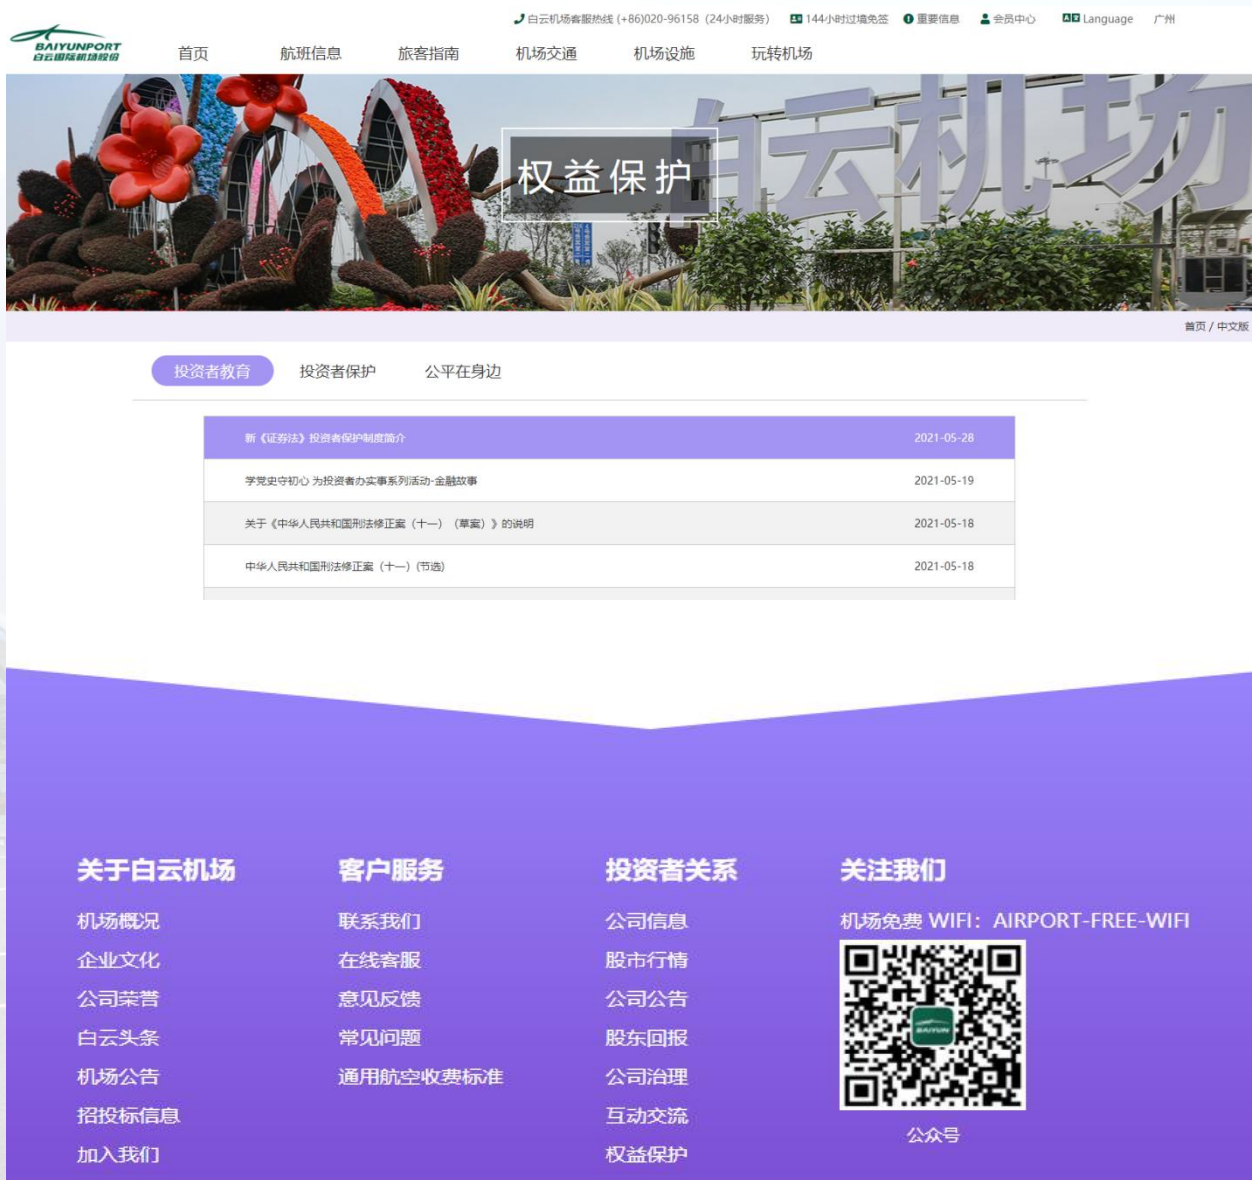 白云机场客服热线 (+86)020-96158（24小时服务） 144小时过境免签 重要信息 会员中心 Language 广州
BAIYUNPORT
白云国际机场股份
首页 航班信息 旅客指南 机场交通 机场设施 玩转机场
白云机场
权益保护
首页 / 中文版
投资者教育 投资者保护 公平在身边
新《证券法》投资者保护制度简介 2021-05-28
学党史守初心 为投资者办实事系列活动-金融故事 2021-05-19
关于《中华人民共和国刑法修正案（十一）（草案）》的说明 2021-05-18
中华人民共和国刑法修正案（十一）(节选) 2021-05-18
关于白云机场
机场概况
企业文化
公司荣誉
白云头条
机场公告
招投标信息
加入我们
客户服务
联系我们
在线客服
意见反馈
常见问题
通用航空收费标准
投资者关系
公司信息
股市行情
公司公告
股东回报
公司治理
互动交流
权益保护
关注我们
机场免费 WIFI：AIRPORT-FREE-WIFI
BAIYUN
公众号